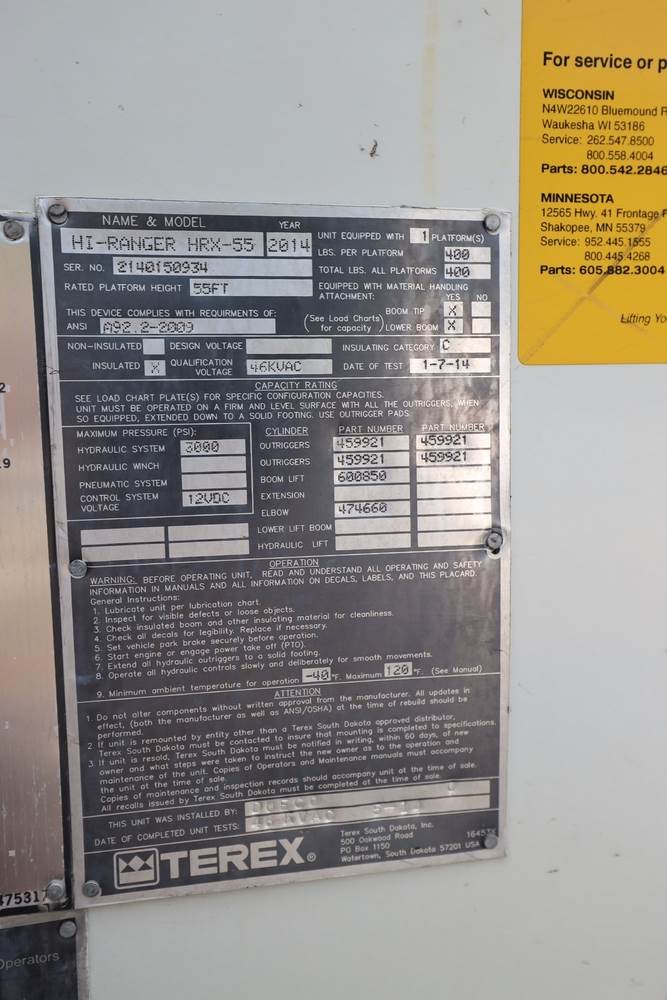 For service or p
WISCONSIN
N4W22610 Bluemound R
Waukesha WI 53186
Service: 262.547.8500
800.558.4004
Parts: 800.542.2846
MINNESOTA
12565 Hwy. 41 Frontage
Shakopee, MN 55379
Service: 952.445.1555
800.445.4268
Parts: 605.882.3004
Lifting Yo
NAME & MODEL YEAR
HI-RANGER HRX-55 2014
SER. NO. 2140150934
RATED PLATFORM HEIGHT 55FT
THIS DEVICE COMPLIES WITH REQUIRMENTS OF:
ANSI A92.2-2009
UNIT EQUIPPED WITH 1 PLATFORM(S)
LBS. PER PLATFORM 400
TOTAL LBS. ALL PLATFORMS 400
EQUIPPED WITH MATERIAL HANDLING
ATTACHMENT: YES NO
(See Load Charts for capacity)
BOOM TIP X
LOWER BOOM X
NON-INSULATED DESIGN VOLTAGE INSULATING CATEGORY C
INSULATED X QUALIFICATION VOLTAGE 46KVAC DATE OF TEST 1-7-14
CAPACITY RATING
SEE LOAD CHART PLATE(S) FOR SPECIFIC CONFIGURATION CAPACITIES.
UNIT MUST BE OPERATED ON A FIRM AND LEVEL SURFACE WITH ALL THE OUTRIGGERS, WHEN
SO EQUIPPED, EXTENDED DOWN TO A SOLID FOOTING. USE OUTRIGGER PADS.
MAXIMUM PRESSURE (PSI):
HYDRAULIC SYSTEM 3000
HYDRAULIC WINCH
PNEUMATIC SYSTEM
CONTROL SYSTEM VOLTAGE 12VDC
CYLINDER PART NUMBER PART NUMBER
OUTRIGGERS 459921 459921
OUTRIGGERS 459921 459921
BOOM LIFT 600850
EXTENSION
ELBOW 474660
LOWER LIFT BOOM
HYDRAULIC LIFT
OPERATION
WARNING: BEFORE OPERATING UNIT, READ AND UNDERSTAND ALL OPERATING AND SAFETY
INFORMATION IN MANUALS AND ALL INFORMATION ON DECALS, LABELS, AND THIS PLACARD.
General Instructions:
1. Lubricate unit per lubrication chart.
2. Inspect for visible defects or loose objects.
3. Check insulated boom and other insulating material for cleanliness.
4. Check all decals for legibility. Replace if necessary.
5. Set vehicle park brake securely before operation.
6. Start engine or engage power take off (PTO).
7. Extend all hydraulic outriggers to a solid footing.
8. Operate all hydraulic controls slowly and deliberately for smooth movements.
9. Minimum ambient temperature for operation -40 °F. Maximum 120 °F. (See Manual)
ATTENTION
1. Do not alter components without written approval from the manufacturer. All updates in
effect, (both the manufacturer as well as ANSI/OSHA) at the time of rebuild should be
performed.
2. If unit is remounted by entity other than a Terex South Dakota approved distributor,
Terex South Dakota must be contacted to insure that mounting is completed to specifications.
3. If unit is resold, Terex South Dakota must be notified in writing, within 60 days, of new
owner and what steps were taken to instruct the new owner as to the operation and
maintenance of the unit. Copies of Operators and Maintenance manuals must accompany
the unit at the time of sale.
Copies of maintenance and inspection records should accompany unit at the time of sale.
All recalls issued by Terex South Dakota must be completed at the time of sale.
THIS UNIT WAS INSTALLED BY: DUECO
DATE OF COMPLETED UNIT TESTS: 46 KVAC
TEREX®
Terex South Dakota, Inc.
500 Oakwood Road
PO Box 1150
Watertown, South Dakota 57201 USA
475317
Operators